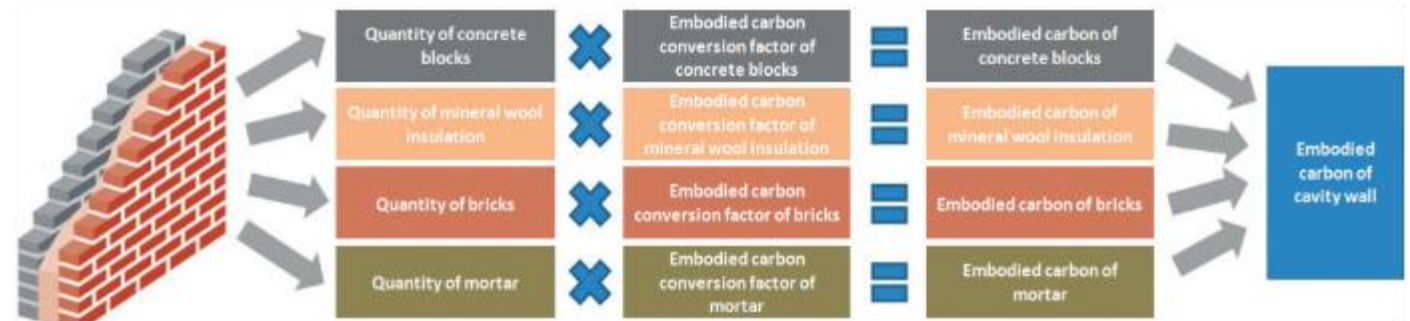 Quantity of concrete
blocks
Embodied carbon
conversion factor of
concrete blocks
Embodied carbon of
concrete blocks
Quantity of mineral wool
insulation
Embodied carbon
conversion factor of
mineral wool insulation
Embodied carbon of
mineral wool insulation
Quantity of bricks
Embodied carbon
conversion factor of bricks
Embodied carbon of bricks
Quantity of mortar
Embodied carbon
conversion factor of
mortar
Embodied carbon of
mortar
Embodied
carbon of
cavity wall